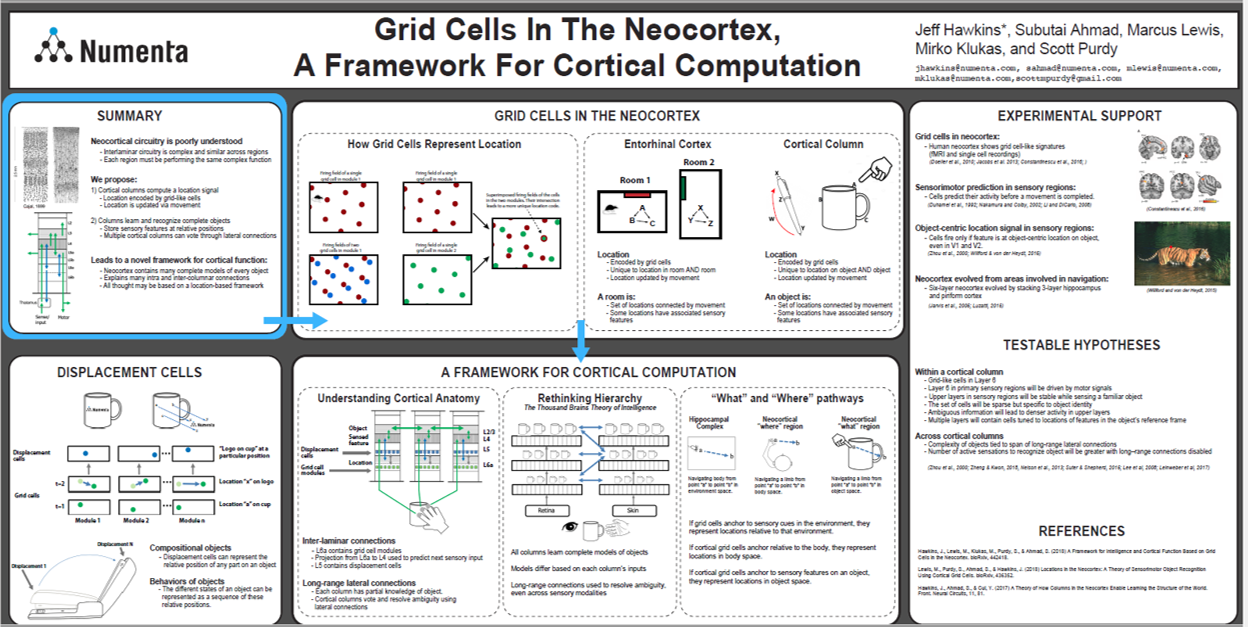 Numenta
Grid Cells In The Neocortex,
A Framework For Cortical Computation
Jeff Hawkins*, Subutai Ahmad, Marcus Lewis,
Mirko Klukas, and Scott Purdy
jhawkins@numenta.com, sahmad@numenta.com, mlewis@numenta.com,
mklukas@numenta.com,scottmpurdy@gmail.com
SUMMARY
Neocortical circuitry is poorly understood
- Interlaminar circuitry is complex and similar across regions
- Each region must be performing the same complex function
We propose:
1) Cortical columns compute a location signal
- Location encoded by grid-like cells
- Location is updated via movement
2) Columns learn and recognize complete objects
- Store sensory features at relative positions
- Multiple cortical columns can vote through lateral connections
Leads to a novel framework for cortical function:
- Neocortex contains many complete models of every object
- Explains many intra and inter-columnar connections
- All thought may be based on a location-based framework
Cajal, 1899
Thalamus
Sense/
input
Motor
GRID CELLS IN THE NEOCORTEX
How Grid Cells Represent Location
Firing field of a single
grid cell in module 1
Firing field of a single
grid cell in module 1
Superimposed firing fields of the cells
in the two modules. Their intersection
leads to a more unique location code.
Firing fields of two
grid cells in module 1
Firing field of a single
grid cell in module 2
Entorhinal Cortex
Room 1
A
B C
Room 2
X
Y Z
Location
- Encoded by grid cells
- Unique to location in room AND room
- Location updated by movement
A room is:
- Set of locations connected by movement
- Some locations have associated sensory
features
Cortical Column
X
Z
W
Y
A
B
C
Location
- Encoded by grid cells
- Unique to location on object AND object
- Location updated by movement
An object is:
- Set of locations connected by movement
- Some locations have associated sensory
features
EXPERIMENTAL SUPPORT
Grid cells in neocortex:
- Human neocortex shows grid cell-like signatures
(fMRI and single cell recordings)
(Doeller et al., 2010; Jacobs et al. 2013; Constantinescu et al., 2016; )
Sensorimotor prediction in sensory regions:
- Cells predict their activity before a movement is completed.
(Duhamel et al., 1992, Nakamura and Colby, 2002; Li and DiCarlo, 2008)
(Constantinescu et al., 2016)
Object-centric location signal in sensory regions:
- Cells fire only if feature is at object-centric location on object,
even in V1 and V2.
(Zhou et al., 2000; Willford & von der Heydt, 2015)
Neocortex evolved from areas involved in navigation:
- Six-layer neocortex evolved by stacking 3-layer hippocampus
and piriform cortex
(Jarvis et al., 2005; Luzatti, 2015)
(Willford and von der Heydt, 2015)
TESTABLE HYPOTHESES
Within a cortical column
- Grid-like cells in Layer 6
- Layer 6 in primary sensory regions will be driven by motor signals
- Upper layers in sensory regions will be stable while sensing a familiar object
- The set of cells will be sparse but specific to object identity
- Ambiguous information will lead to denser activity in upper layers
- Multiple layers will contain cells tuned to locations of features in the object's reference frame
Across cortical columns
- Complexity of objects tied to span of long-range lateral connections
- Number of active sensations to recognize object will be greater with long-range connections disabled
(Zhou et al., 2000; Zheng & Kwon, 2018, Nelson et al., 2013; Suter & Shepherd, 2015; Lee et al., 2008; Leinweber et al., 2017)
REFERENCES
Hawkins, J., Lewis, M., Klukas, M., Purdy, S., & Ahmad, S. (2018) A Framework for Intelligence and Cortical Function Based on Grid
Cells in the Neocortex. bioRxiv, 442418.
Lewis, M., Purdy, S., Ahmad, S., & Hawkins, J. (2018) Locations in the Neocortex: A Theory of Sensorimotor Object Recognition
Using Cortical Grid Cells. bioRxiv, 436352.
Hawkins, J., Ahmad, S., & Cui, Y. (2017) A Theory of How Columns in the Neocortex Enable Learning the Structure of the World.
Front. Neural Circuits, 11, 81.
DISPLACEMENT CELLS
Numenta
Numenta
Displacement
cells
"Logo on cup" at a
particular position
Grid cells
t=2
Location "x" on logo
t=1
Location "a" on cup
Module 1 Module 2 Module n
Displacement N
Displacement 1
Compositional objects
- Displacement cells can represent the
relative position of any part on an object
Behaviors of objects
- The different states of an object can be
represented as a sequence of these
relative positions.
A FRAMEWORK FOR CORTICAL COMPUTATION
Understanding Cortical Anatomy
Object
Sensed
feature
Displacement
cells
Location
Grid cell
modules
L2/3
L4
L5
L6a
Inter-laminar connections
- L6a contains grid cell modules
- Projection from L6a to L4 used to predict next sensory input
- L5 contains displacement cells
Long-range lateral connections
- Each column has partial knowledge of object.
- Cortical columns vote and resolve ambiguity using
lateral connections
Rethinking Hierarchy
The Thousand Brains Theory of Intelligence
Retina
Skin
All columns learn complete models of objects
Models differ based on each column's inputs
Long-range connections used to resolve ambiguity,
even across sensory modalities
"What" and "Where" pathways
Hippocampal
Complex
Neocortical
"where" region
Neocortical
"what" region
a
b
a
b
a
b
Navigating body from
point "a" to point "b" in
environment space.
Navigating a limb from
point "a" to point "b" in
body space.
Navigating a limb from
point "a" to point "b" in
object space.
If grid cells anchor to sensory cues in the environment, they
represent locations relative to that environment.
If cortical grid cells anchor relative to the body, they represent
locations in body space.
If cortical grid cells anchor to sensory features on an object,
they represent locations in object space.